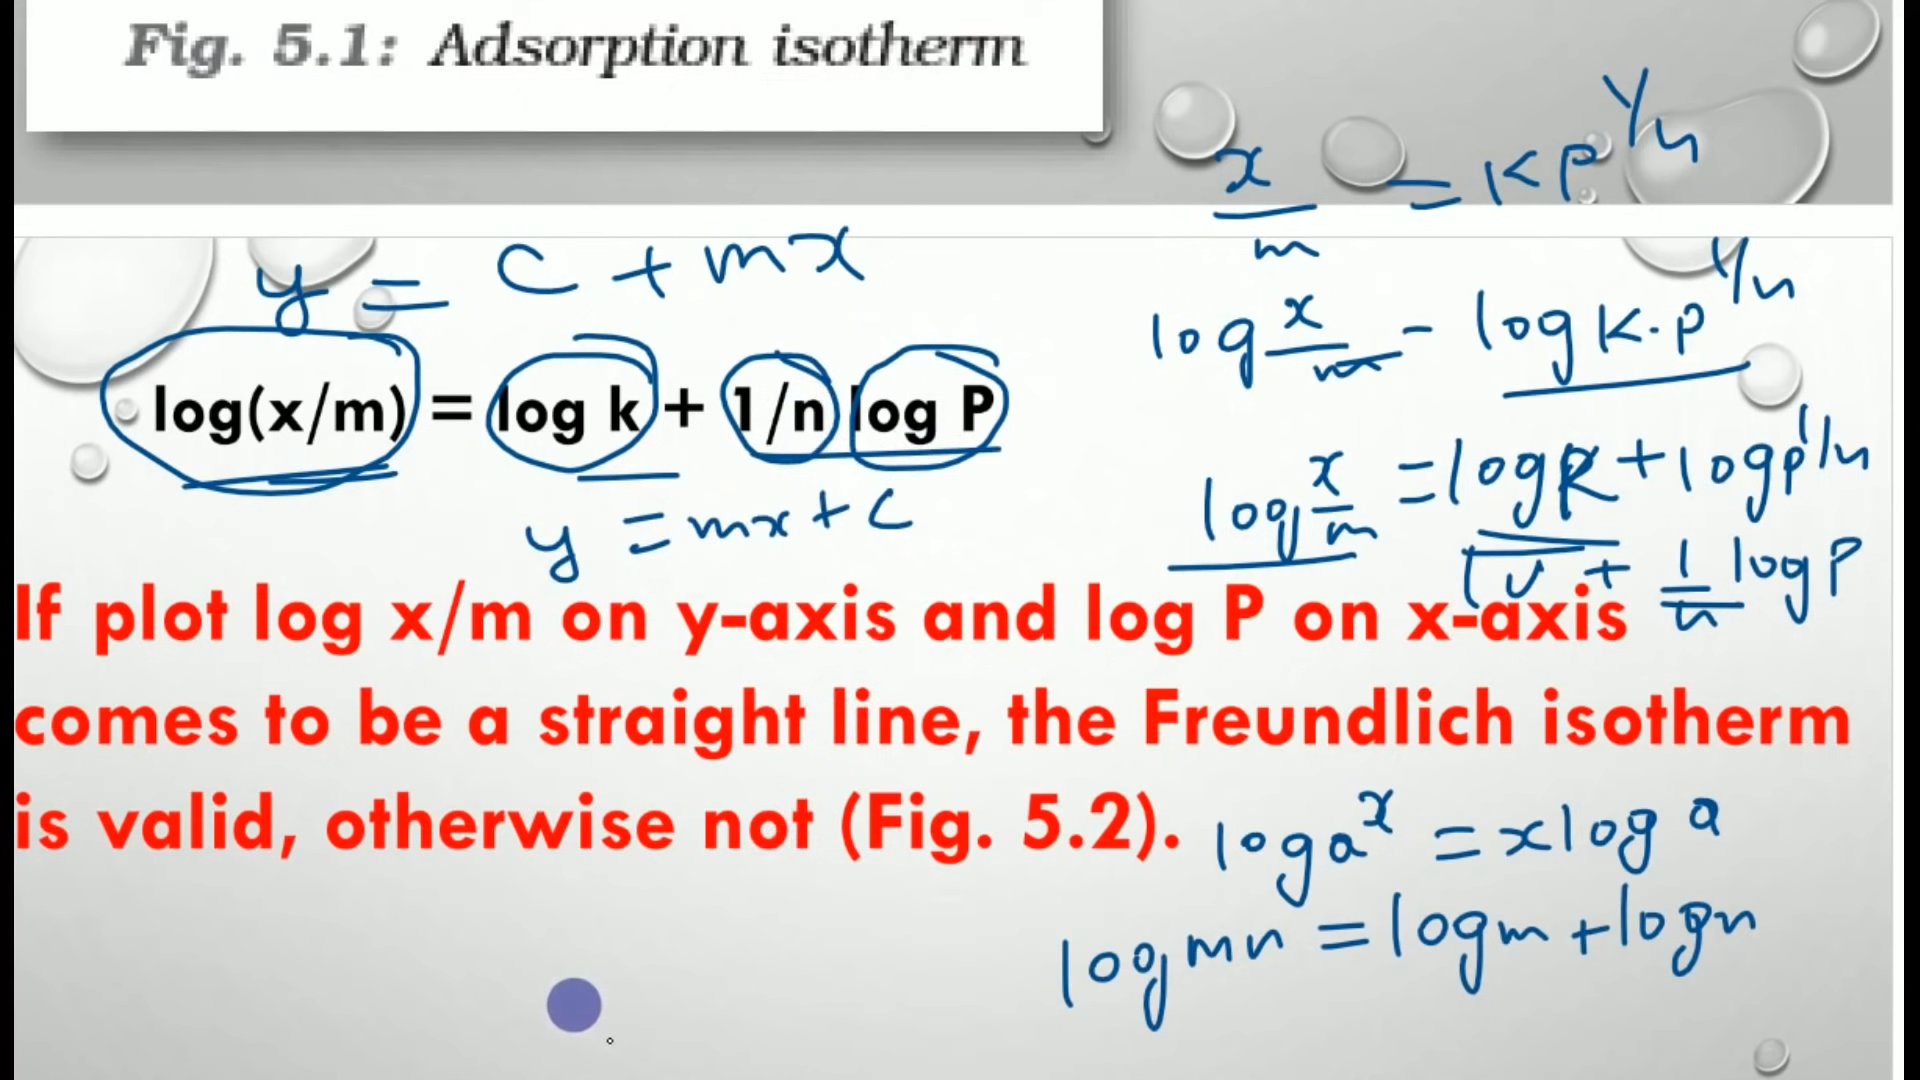 Fig. 5.1: Adsorption isotherm
x/m = KP^1/n
y = c + mx
log x/m - log K.P^1/n
log(x/m) = log k + 1/n log P
log x/m = log K + log P^1/n
y = mx + c
+ 1/n log P
If plot log x/m on y-axis and log P on x-axis
comes to be a straight line, the Freundlich isotherm
is valid, otherwise not (Fig. 5.2).
log a^x = x log a
log mn = log m + log n